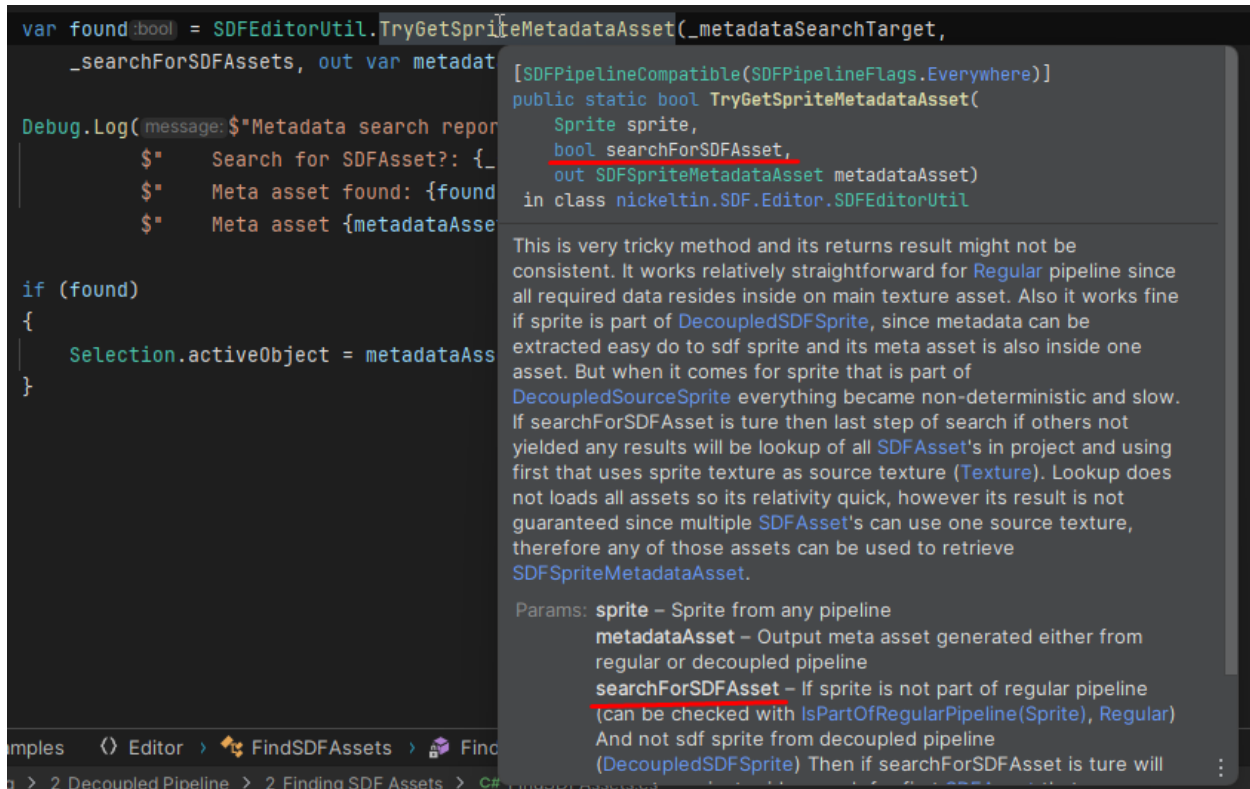 var found:bool = SDFEditorUtil.TryGetSpriteMetadataAsset(_metadataSearchTarget,
_searchForSDFAssets, out var metadat
Debug.Log(message:$"Metadata search repor
$"    Search for SDFAsset?: {_
$"    Meta asset found: {found
$"    Meta asset {metadataAsse
if (found)
{
Selection.activeObject = metadataAss
}
[SDFPipelineCompatible(SDFPipelineFlags.Everywhere)]
public static bool TryGetSpriteMetadataAsset(
Sprite sprite,
bool searchForSDFAsset,
out SDFSpriteMetadataAsset metadataAsset)
in class nickeltin.SDF.Editor.SDFEditorUtil
This is very tricky method and its returns result might not be
consistent. It works relatively straightforward for Regular pipeline since
all required data resides inside on main texture asset. Also it works fine
if sprite is part of DecoupledSDFSprite, since metadata can be
extracted easy do to sdf sprite and its meta asset is also inside one
asset. But when it comes for sprite that is part of
DecoupledSourceSprite everything became non-deterministic and slow.
If searchForSDFAsset is ture then last step of search if others not
yielded any results will be lookup of all SDFAsset's in project and using
first that uses sprite texture as source texture (Texture). Lookup does
not loads all assets so its relativity quick, however its result is not
guaranteed since multiple SDFAsset's can use one source texture,
therefore any of those assets can be used to retrieve
SDFSpriteMetadataAsset.
Params: sprite – Sprite from any pipeline
metadataAsset – Output meta asset generated either from
regular or decoupled pipeline
searchForSDFAsset – If sprite is not part of regular pipeline
(can be checked with IsPartOfRegularPipeline(Sprite), Regular)
And not sdf sprite from decoupled pipeline
(DecoupledSDFSprite) Then if searchForSDFAsset is ture will
mples Editor › FindSDFAssets › Find
g > 2 Decoupled Pipeline > 2 Finding SDF Assets > C#